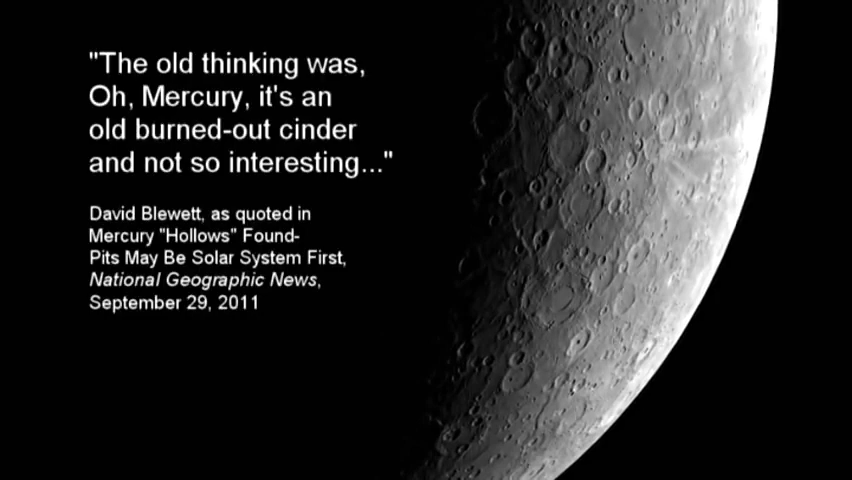 "The old thinking was,
Oh, Mercury, it's an
old burned-out cinder
and not so interesting..."
David Blewett, as quoted in
Mercury "Hollows" Found-
Pits May Be Solar System First,
National Geographic News,
September 29, 2011